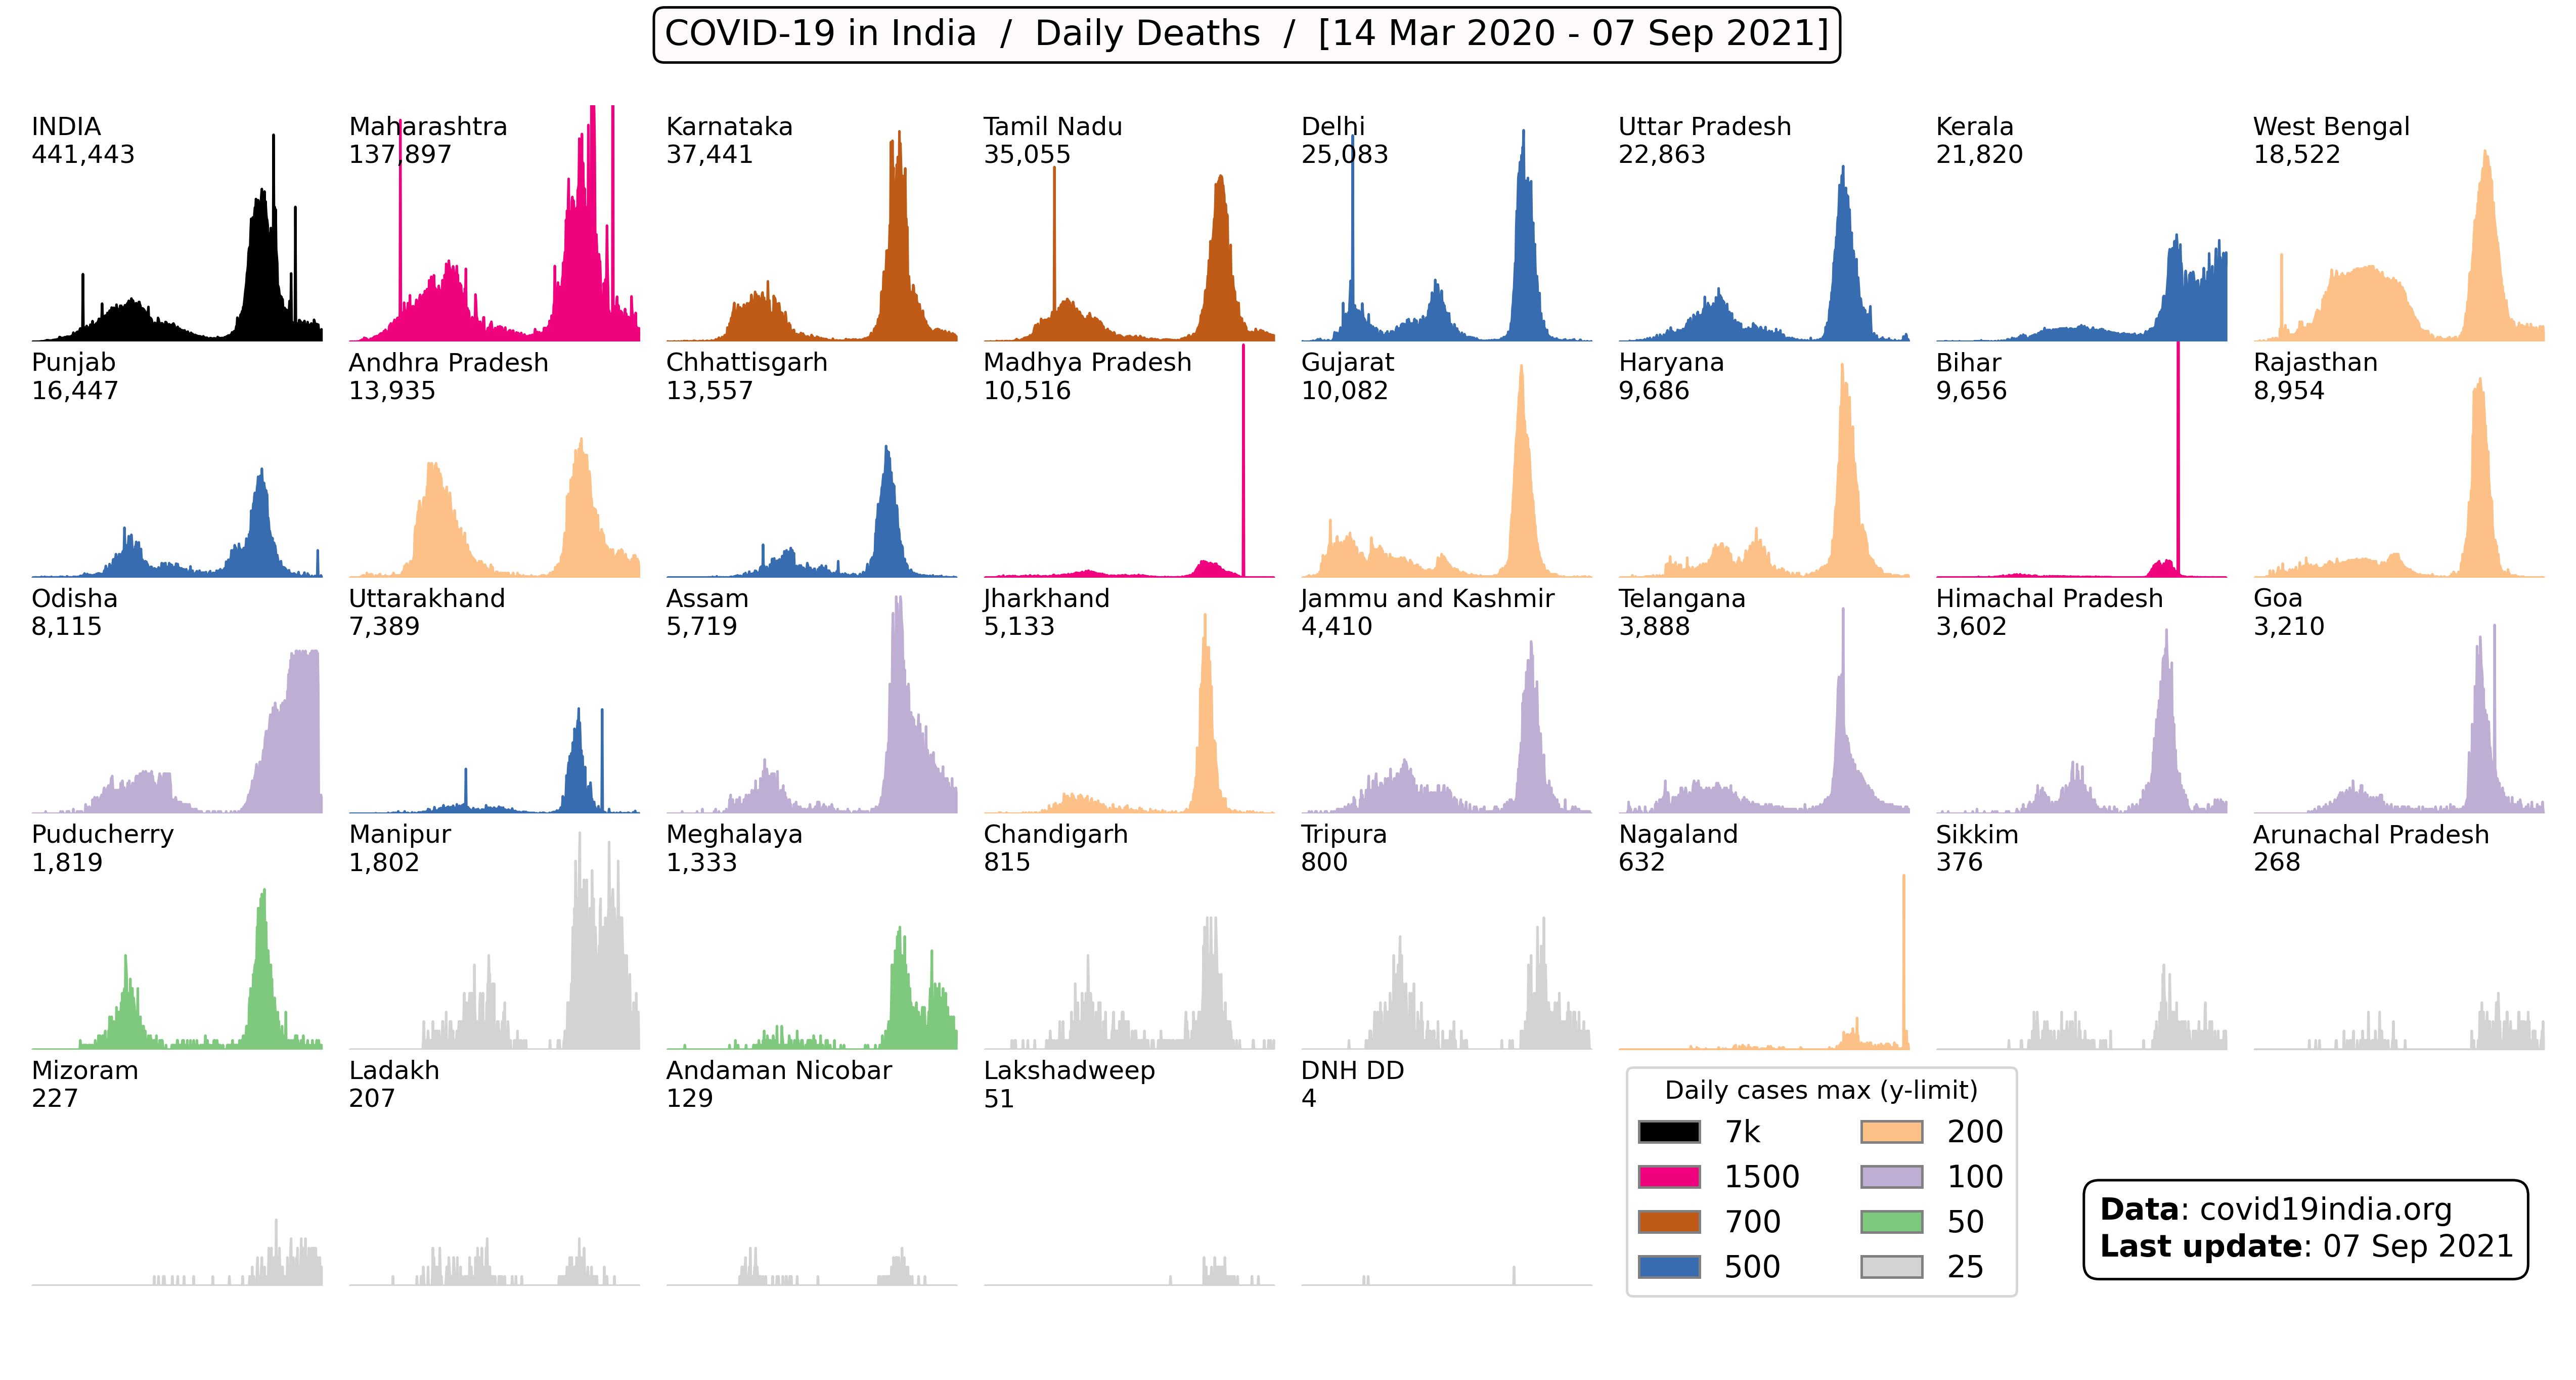 COVID-19 in India / Daily Deaths / [14 Mar 2020 - 07 Sep 2021]
INDIA
441,443
Maharashtra
137,897
Karnataka
37,441
Tamil Nadu
35,055
Delhi
25,083
Uttar Pradesh
22,863
Kerala
21,820
West Bengal
18,522
Punjab
16,447
Andhra Pradesh
13,935
Chhattisgarh
13,557
Madhya Pradesh
10,516
Gujarat
10,082
Haryana
9,686
Bihar
9,656
Rajasthan
8,954
Odisha
8,115
Uttarakhand
7,389
Assam
5,719
Jharkhand
5,133
Jammu and Kashmir
4,410
Telangana
3,888
Himachal Pradesh
3,602
Goa
3,210
Puducherry
1,819
Manipur
1,802
Meghalaya
1,333
Chandigarh
815
Tripura
800
Nagaland
632
Sikkim
376
Arunachal Pradesh
268
Mizoram
227
Ladakh
207
Andaman Nicobar
129
Lakshadweep
51
DNH DD
4
Daily cases max (y-limit)
7k
1500
700
500
200
100
50
25
Data: covid19india.org
Last update: 07 Sep 2021